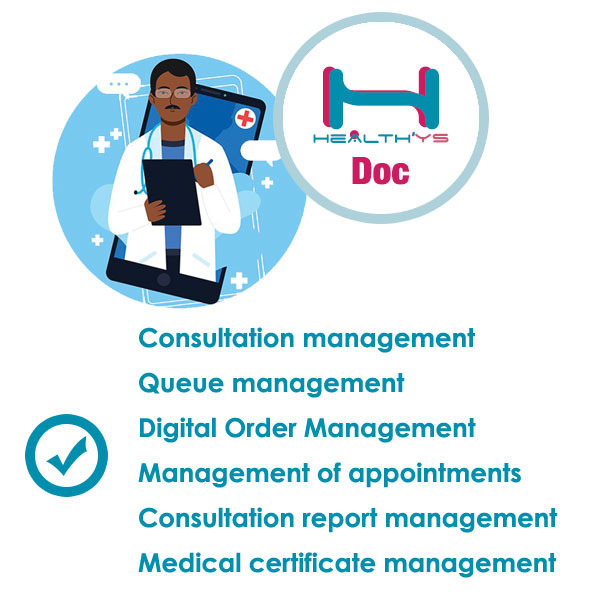 HEALTH'YS
Doc
Consultation management
Queue management
Digital Order Management
Management of appointments
Consultation report management
Medical certificate management